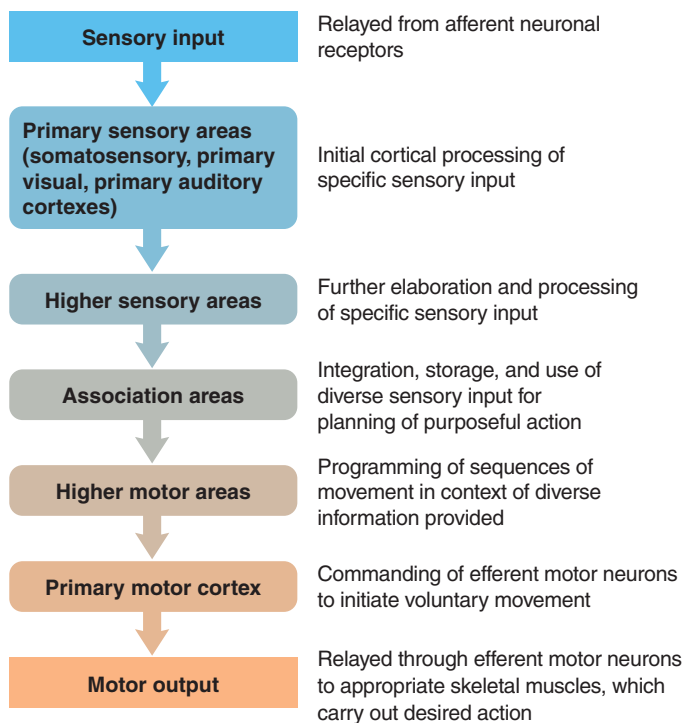 Sensory input
Relayed from afferent neuronal
receptors
Primary sensory areas
(somatosensory, primary
visual, primary auditory
cortexes)
Initial cortical processing of
specific sensory input
Higher sensory areas
Further elaboration and processing
of specific sensory input
Association areas
Integration, storage, and use of
diverse sensory input for
planning of purposeful action
Higher motor areas
Programming of sequences of
movement in context of diverse
information provided
Primary motor cortex
Commanding of efferent motor neurons
to initiate voluntary movement
Motor output
Relayed through efferent motor neurons
to appropriate skeletal muscles, which
carry out desired action